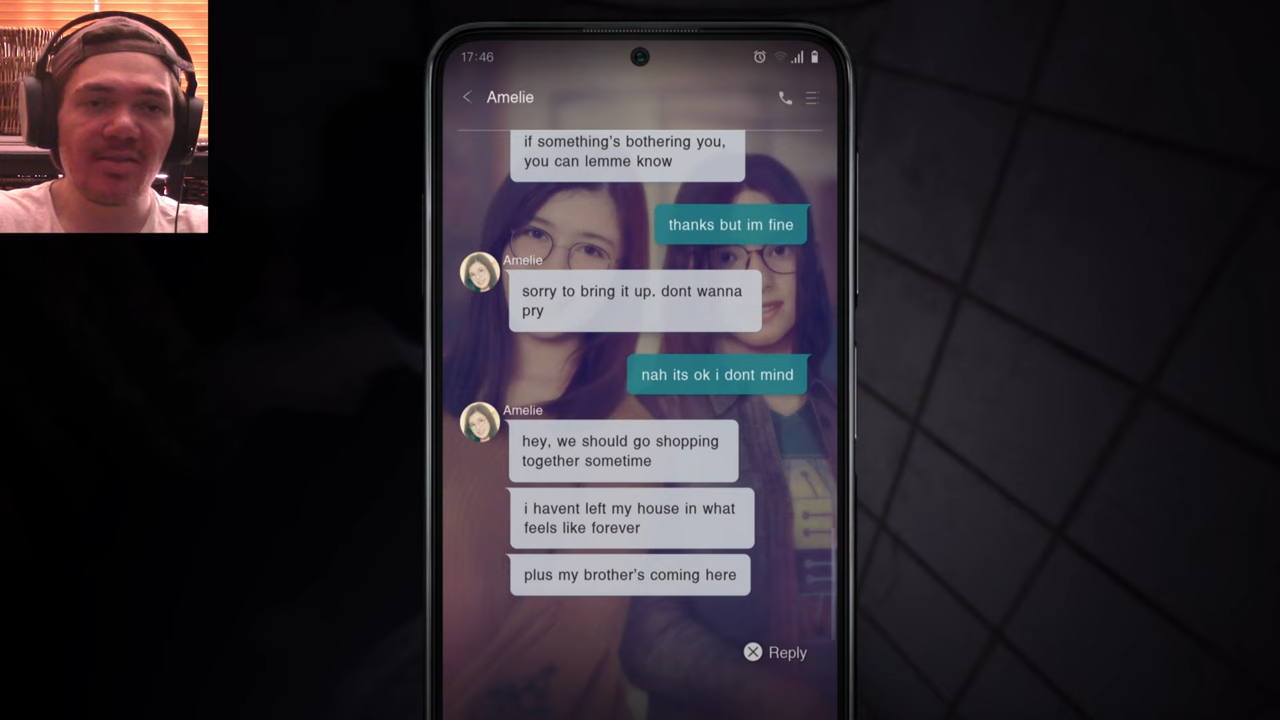 17:46
Amelie
if something's bothering you,
you can lemme know
thanks but im fine
Amelie
sorry to bring it up. dont wanna
pry
nah its ok i dont mind
Amelie
hey, we should go shopping
together sometime
i havent left my house in what
feels like forever
plus my brother's coming here
Reply